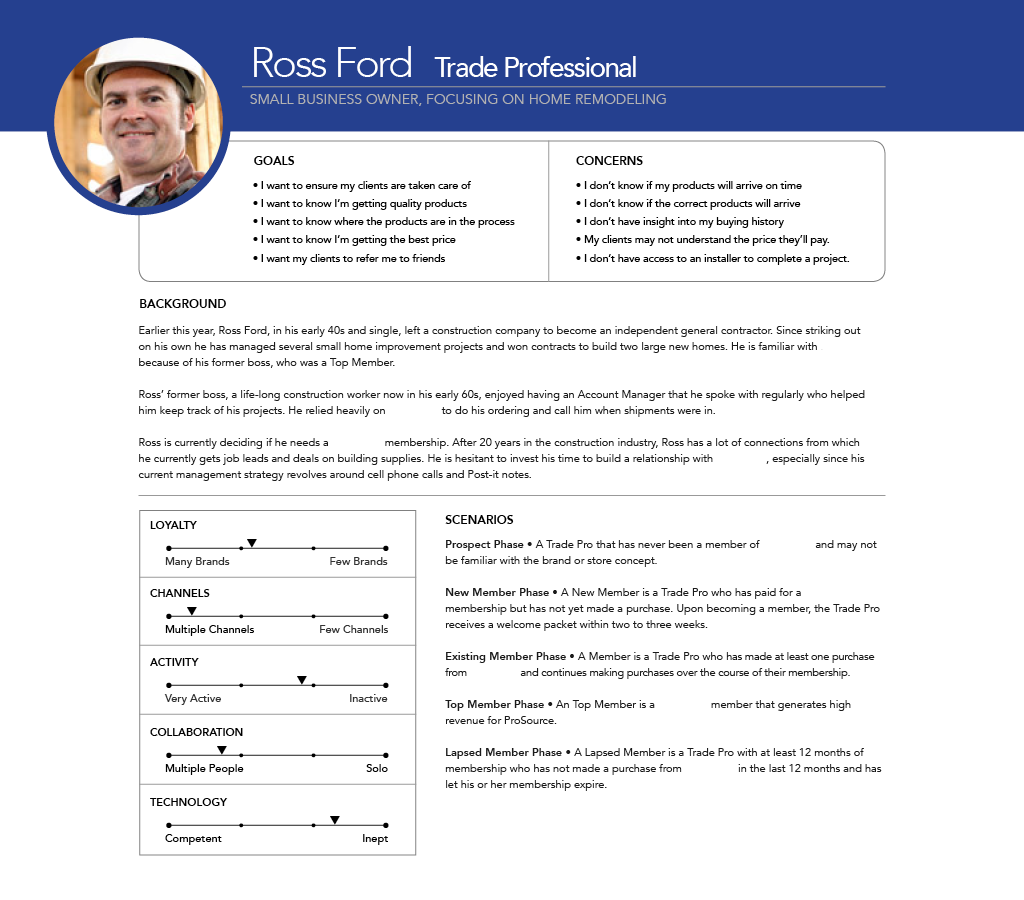 Ross Ford Trade Professional
SMALL BUSINESS OWNER, FOCUSING ON HOME REMODELING
GOALS
• I want to ensure my clients are taken care of
• I want to know I'm getting quality products
• I want to know where the products are in the process
• I want to know I'm getting the best price
• I want my clients to refer me to friends
CONCERNS
• I don't know if my products will arrive on time
• I don't know if the correct products will arrive
• I don't have insight into my buying history
• My clients may not understand the price they'll pay.
• I don't have access to an installer to complete a project.
BACKGROUND
Earlier this year, Ross Ford, in his early 40s and single, left a construction company to become an independent general contractor. Since striking out
on his own he has managed several small home improvement projects and won contracts to build two large new homes. He is familiar with
because of his former boss, who was a Top Member.
Ross' former boss, a life-long construction worker now in his early 60s, enjoyed having an Account Manager that he spoke with regularly who helped
him keep track of his projects. He relied heavily on to do his ordering and call him when shipments were in.
Ross is currently deciding if he needs a membership. After 20 years in the construction industry, Ross has a lot of connections from which
he currently gets job leads and deals on building supplies. He is hesitant to invest his time to build a relationship with , especially since his
current management strategy revolves around cell phone calls and Post-it notes.
LOYALTY
Many Brands Few Brands
CHANNELS
Multiple Channels Few Channels
ACTIVITY
Very Active Inactive
COLLABORATION
Multiple People Solo
TECHNOLOGY
Competent Inept
SCENARIOS
Prospect Phase • A Trade Pro that has never been a member of and may not
be familiar with the brand or store concept.
New Member Phase • A New Member is a Trade Pro who has paid for a
membership but has not yet made a purchase. Upon becoming a member, the Trade Pro
receives a welcome packet within two to three weeks.
Existing Member Phase • A Member is a Trade Pro who has made at least one purchase
from and continues making purchases over the course of their membership.
Top Member Phase • An Top Member is a member that generates high
revenue for ProSource.
Lapsed Member Phase • A Lapsed Member is a Trade Pro with at least 12 months of
membership who has not made a purchase from in the last 12 months and has
let his or her membership expire.